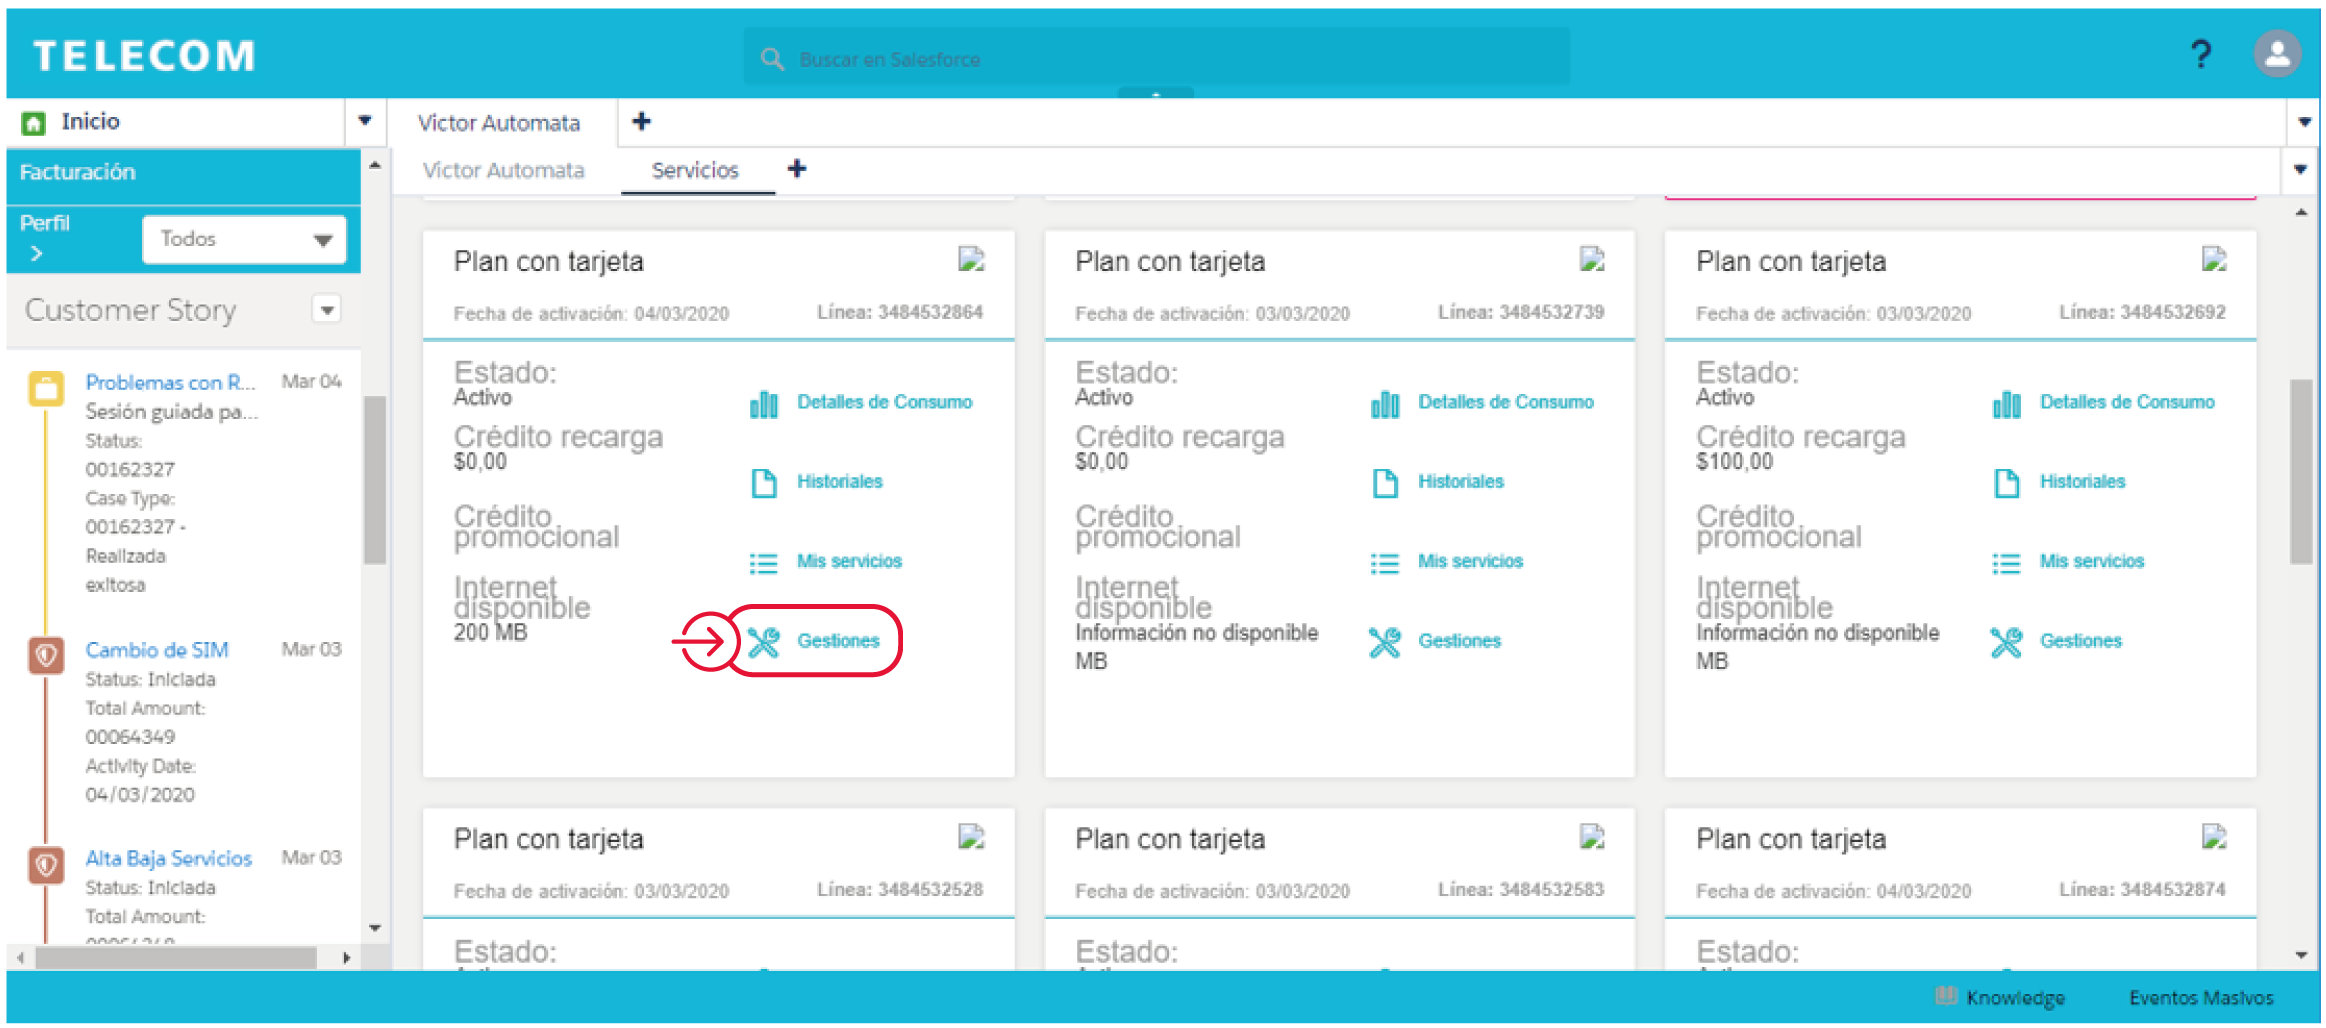 TELECOM
Buscar en Salesforce
?
Inicio
Victor Automata
Victor Automata
Servicios
Facturación
Perfil
>
Todos
Customer Story
Problemas con R... Mar 04
Sesión guiada pa...
Status:
00162327
Case Type:
00162327 -
Realizada
exitosa
Cambio de SIM Mar 03
Status: Iniciada
Total Amount:
00064349
Activity Date:
04/03/2020
Alta Baja Servicios Mar 03
Status: Iniciada
Total Amount:
Plan con tarjeta
Fecha de activación: 04/03/2020 Línea: 3484532864
Estado:
Activo
Crédito recarga
$0,00
Crédito
promocional
Internet
disponible
200 MB
Detalles de Consumo
Historiales
Mis servicios
Gestiones
Plan con tarjeta
Fecha de activación: 03/03/2020 Línea: 3484532739
Estado:
Activo
Crédito recarga
$0,00
Crédito
promocional
Internet
disponible
Información no disponible
MB
Detalles de Consumo
Historiales
Mis servicios
Gestiones
Plan con tarjeta
Fecha de activación: 03/03/2020 Línea: 3484532692
Estado:
Activo
Crédito recarga
$100,00
Crédito
promocional
Internet
disponible
Información no disponible
MB
Detalles de Consumo
Historiales
Mis servicios
Gestiones
Plan con tarjeta
Fecha de activación: 03/03/2020 Línea: 3484532528
Estado:
Plan con tarjeta
Fecha de activación: 03/03/2020 Línea: 3484532583
Estado:
Plan con tarjeta
Fecha de activación: 04/03/2020 Línea: 3484532874
Estado:
Knowledge
Eventos Masivos